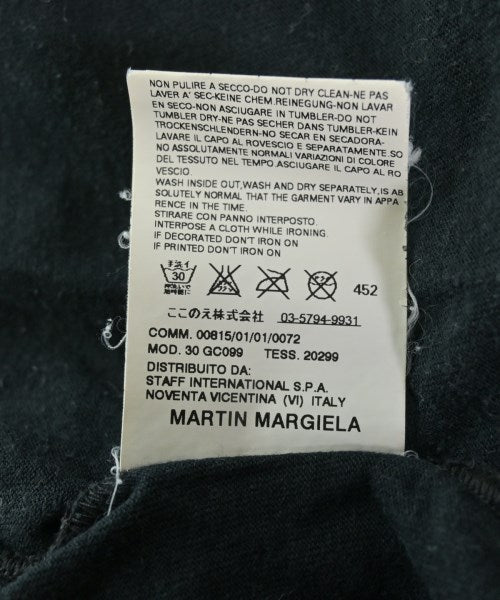 NON PULIRE A SECCO-DO NOT DRY CLEAN-NE PAS
LAVER A' SEC-KEINE CHEM.REINEGUNG-NON LAVAR
EN SECO-NON ASCIUGARE IN TUMBLER-DO NOT
TUMBLER DRY-NE PAS SECHER DANS TUMBLER-KEIN
TROCKENSCHLENDERN-NO SECAR EN SECADORA-
LAVARE IL CAPO AL ROVESCIO E SEPARATAMENTE.SO
NO ASSOLUTAMENTE NORMALI VARIAZIONI DI COLORE
DEL TESSUTO NEL TEMPO.ASCIUGARE IL CAPO AL RO
VESCIO.
WASH INSIDE OUT,WASH AND DRY SEPARATELY,IS AB
SOLUTELY NORMAL THAT THE GARMENT VARY IN APPA
RENCE IN THE TIME.
STIRARE CON PANNO INTERPOSTO.
INTERPOSE A CLOTH WHILE IRONING.
IF DECORATED DON'T IRON ON
IF PRINTED DON'T IRON ON
手洗イ
30
452
ここのえ株式会社 03-5794-9931
COMM. 00815/01/01/0072
MOD. 30 GC099 TESS. 20299
DISTRIBUITO DA:
STAFF INTERNATIONAL S.P.A.
NOVENTA VICENTINA (VI) ITALY
MARTIN MARGIELA